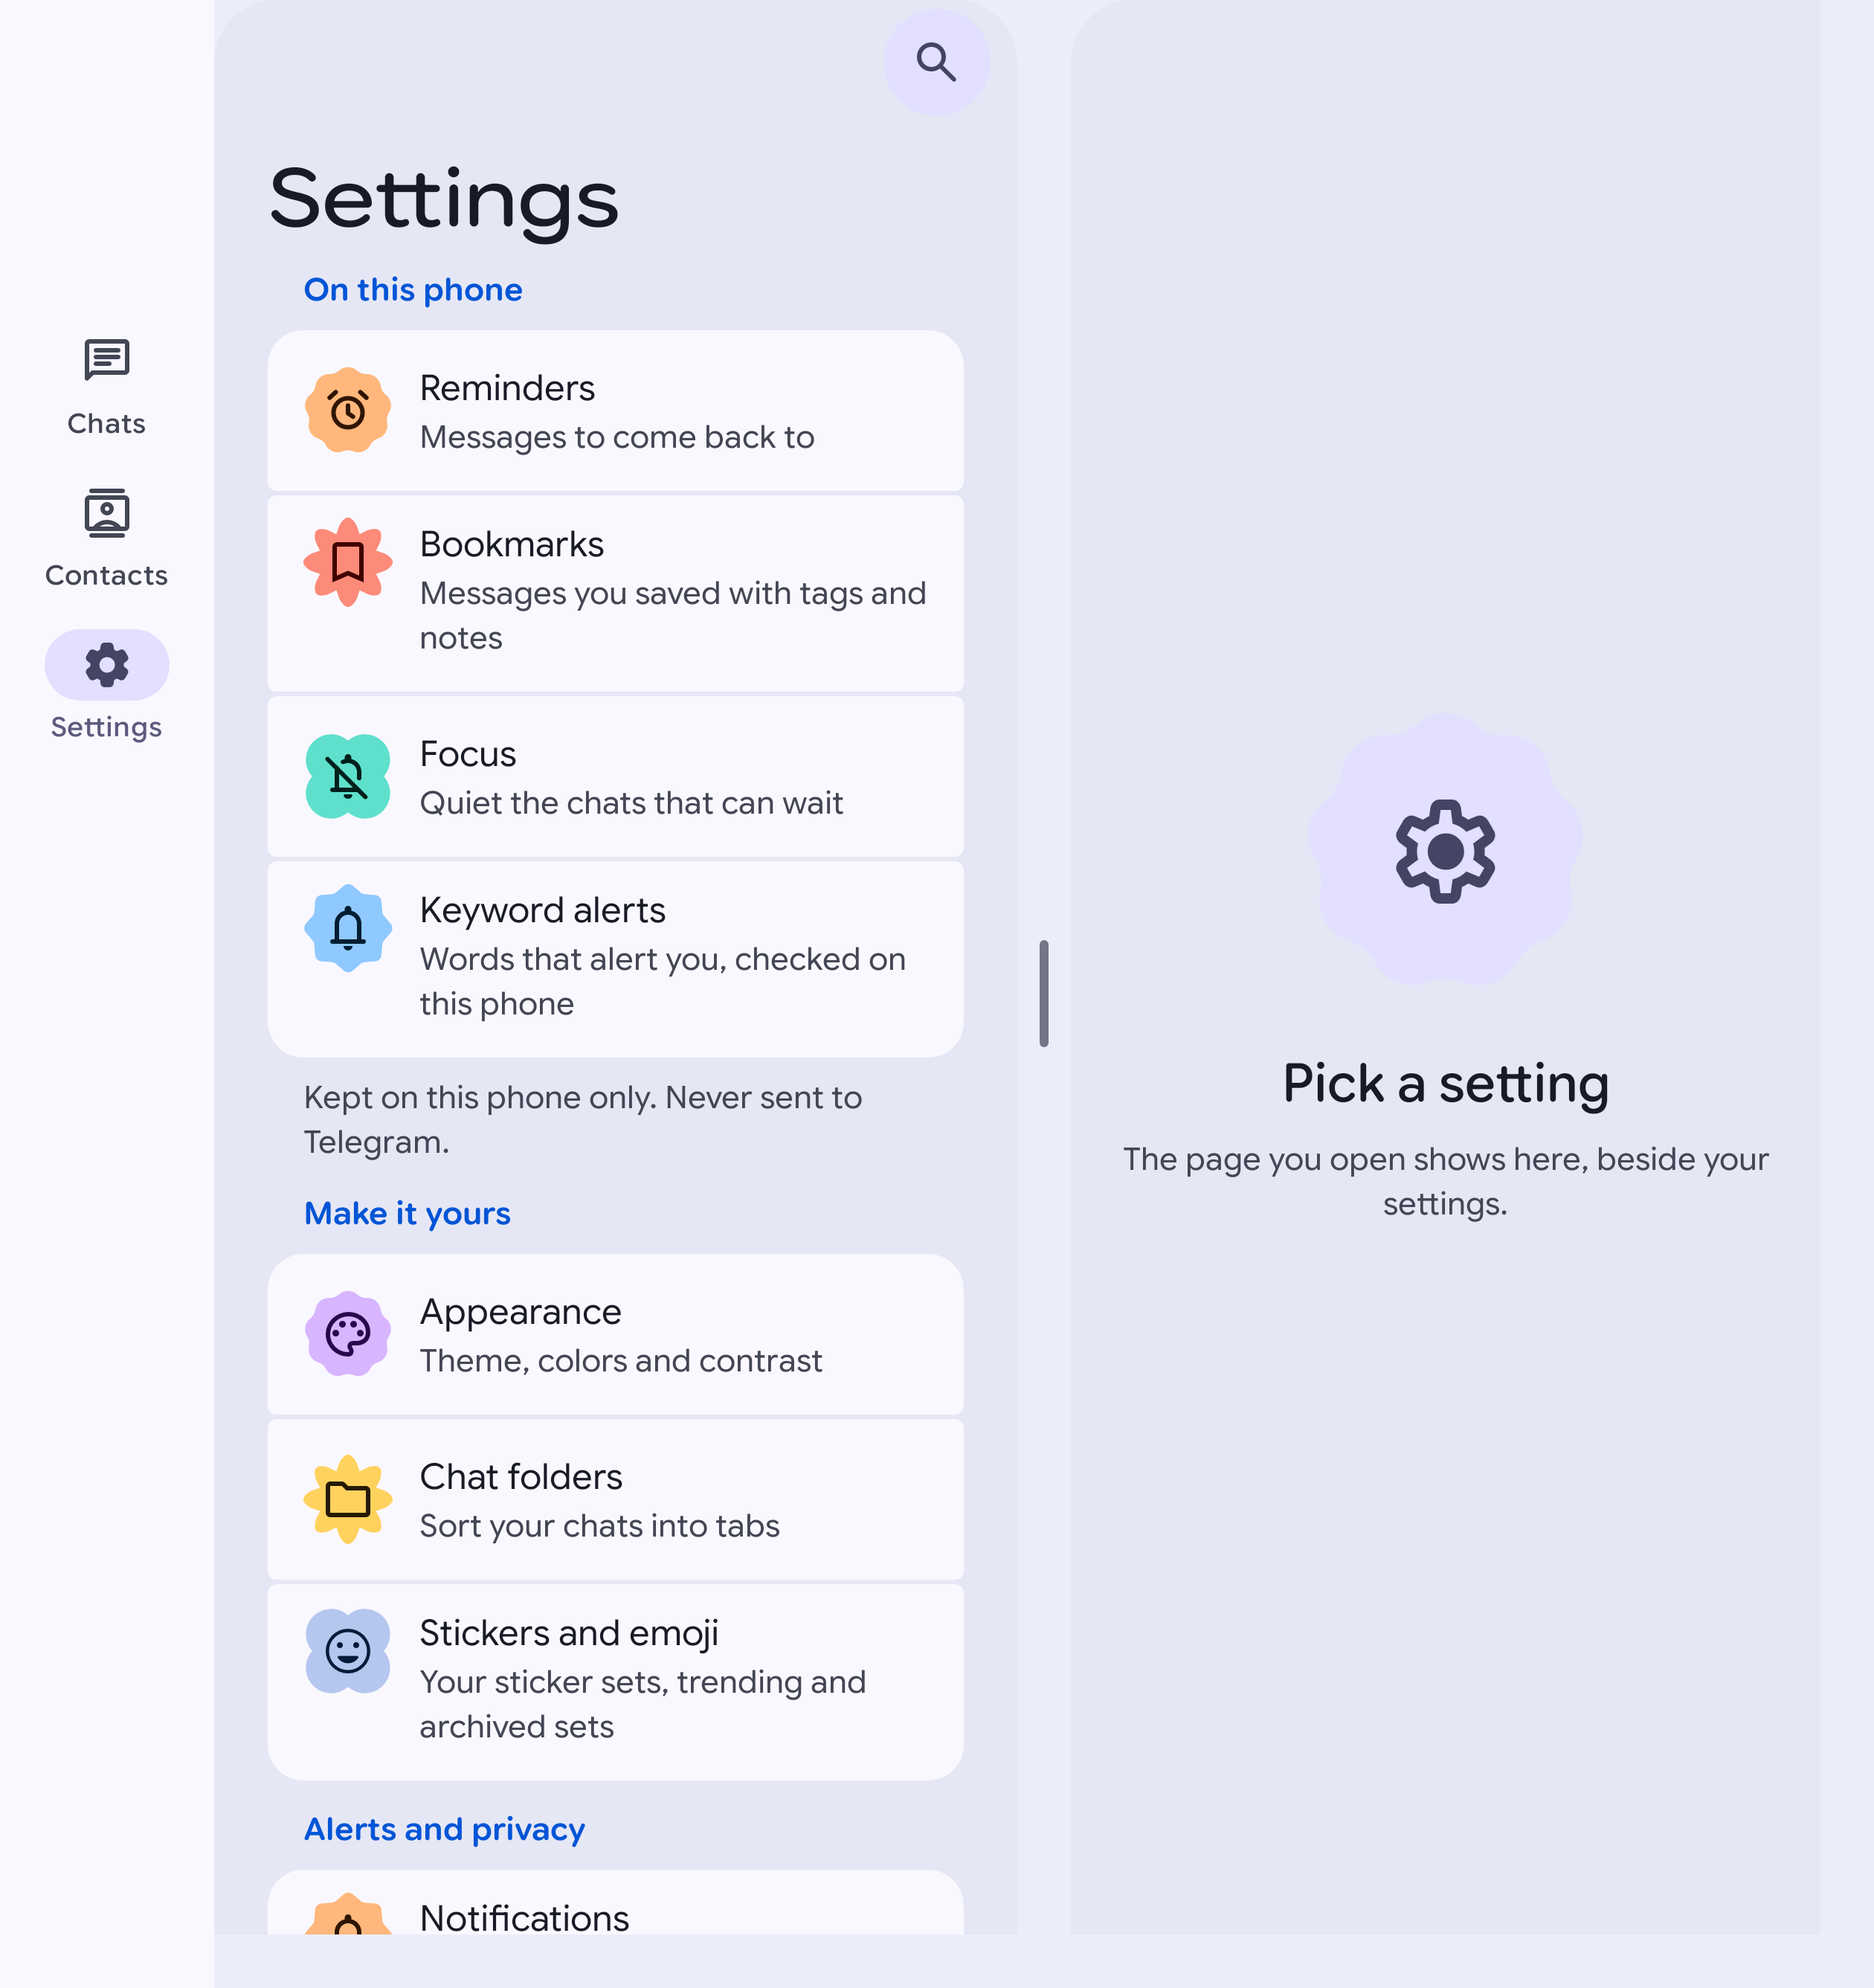 Chats
Contacts
Settings
Settings
On this phone
Reminders
Messages to come back to
Bookmarks
Messages you saved with tags and
notes
Focus
Quiet the chats that can wait
Keyword alerts
Words that alert you, checked on
this phone
Kept on this phone only. Never sent to
Telegram.
Make it yours
Appearance
Theme, colors and contrast
Chat folders
Sort your chats into tabs
Stickers and emoji
Your sticker sets, trending and
archived sets
Alerts and privacy
Notifications
Pick a setting
The page you open shows here, beside your
settings.